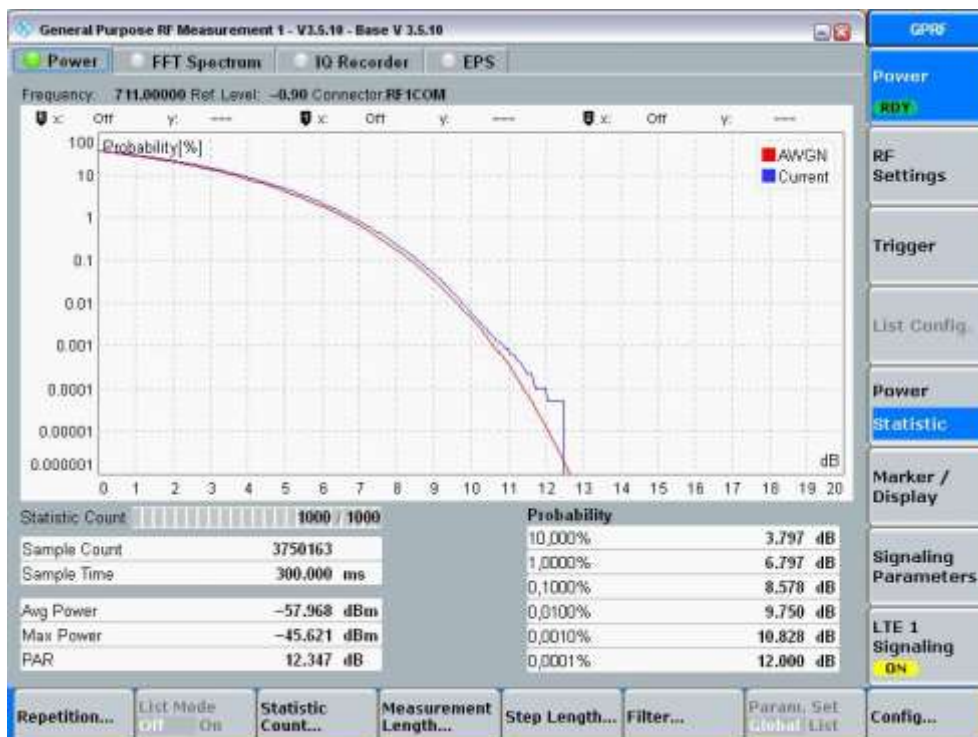 General Purpose RF Measurement 1 - V3.5.10 - Base V 3.5.10
GPRF
Power FFT Spectrum IQ Recorder EPS
Power
RDY
Frequency: 711.00000 Ref. Level: -0.90 Connector:RF1COM
x: Off y: --- x: Off y: --- x: Off y: ---
Probability[%]
AWGN
Current
100
10
1
0.1
0.01
0.001
0.0001
0.00001
0.000001
dB
0 1 2 3 4 5 6 7 8 9 10 11 12 13 14 15 16 17 18 19 20
RF
Settings
Trigger
List Config.
Power
Statistic
Marker /
Display
Signaling
Parameters
LTE 1
Signaling
ON
Statistic Count 1000 / 1000
Sample Count 3750163
Sample Time 300.000 ms
Avg Power -57.968 dBm
Max Power -45.621 dBm
PAR 12.347 dB
Probability
10,000% 3.797 dB
1,0000% 6.797 dB
0,1000% 8.578 dB
0,0100% 9.750 dB
0,0010% 10.828 dB
0,0001% 12.000 dB
Repetition...
List Mode
Off On
Statistic
Count...
Measurement
Length...
Step Length...
Filter...
Param. Set
Global List
Config...